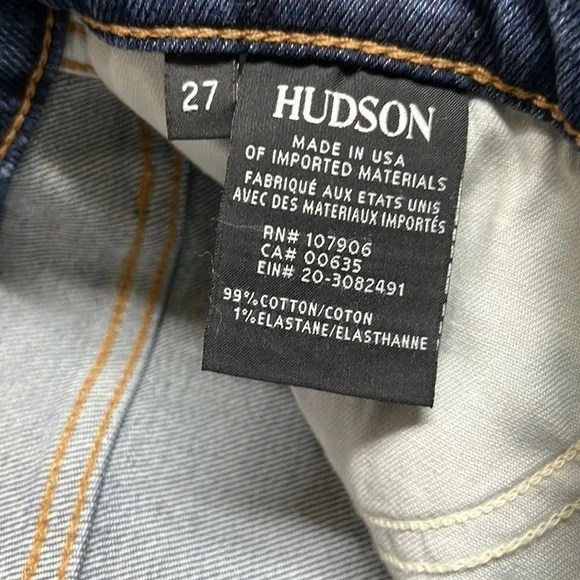 27
HUDSON
MADE IN USA
OF IMPORTED MATERIALS
FABRIQUÉ AUX ETATS UNIS
AVEC DES MATERIAUX IMPORTÉS
RN# 107906
CA# 00635
EIN# 20-3082491
99% COTTON/COTON
1% ELASTANE/ELASTHANNE